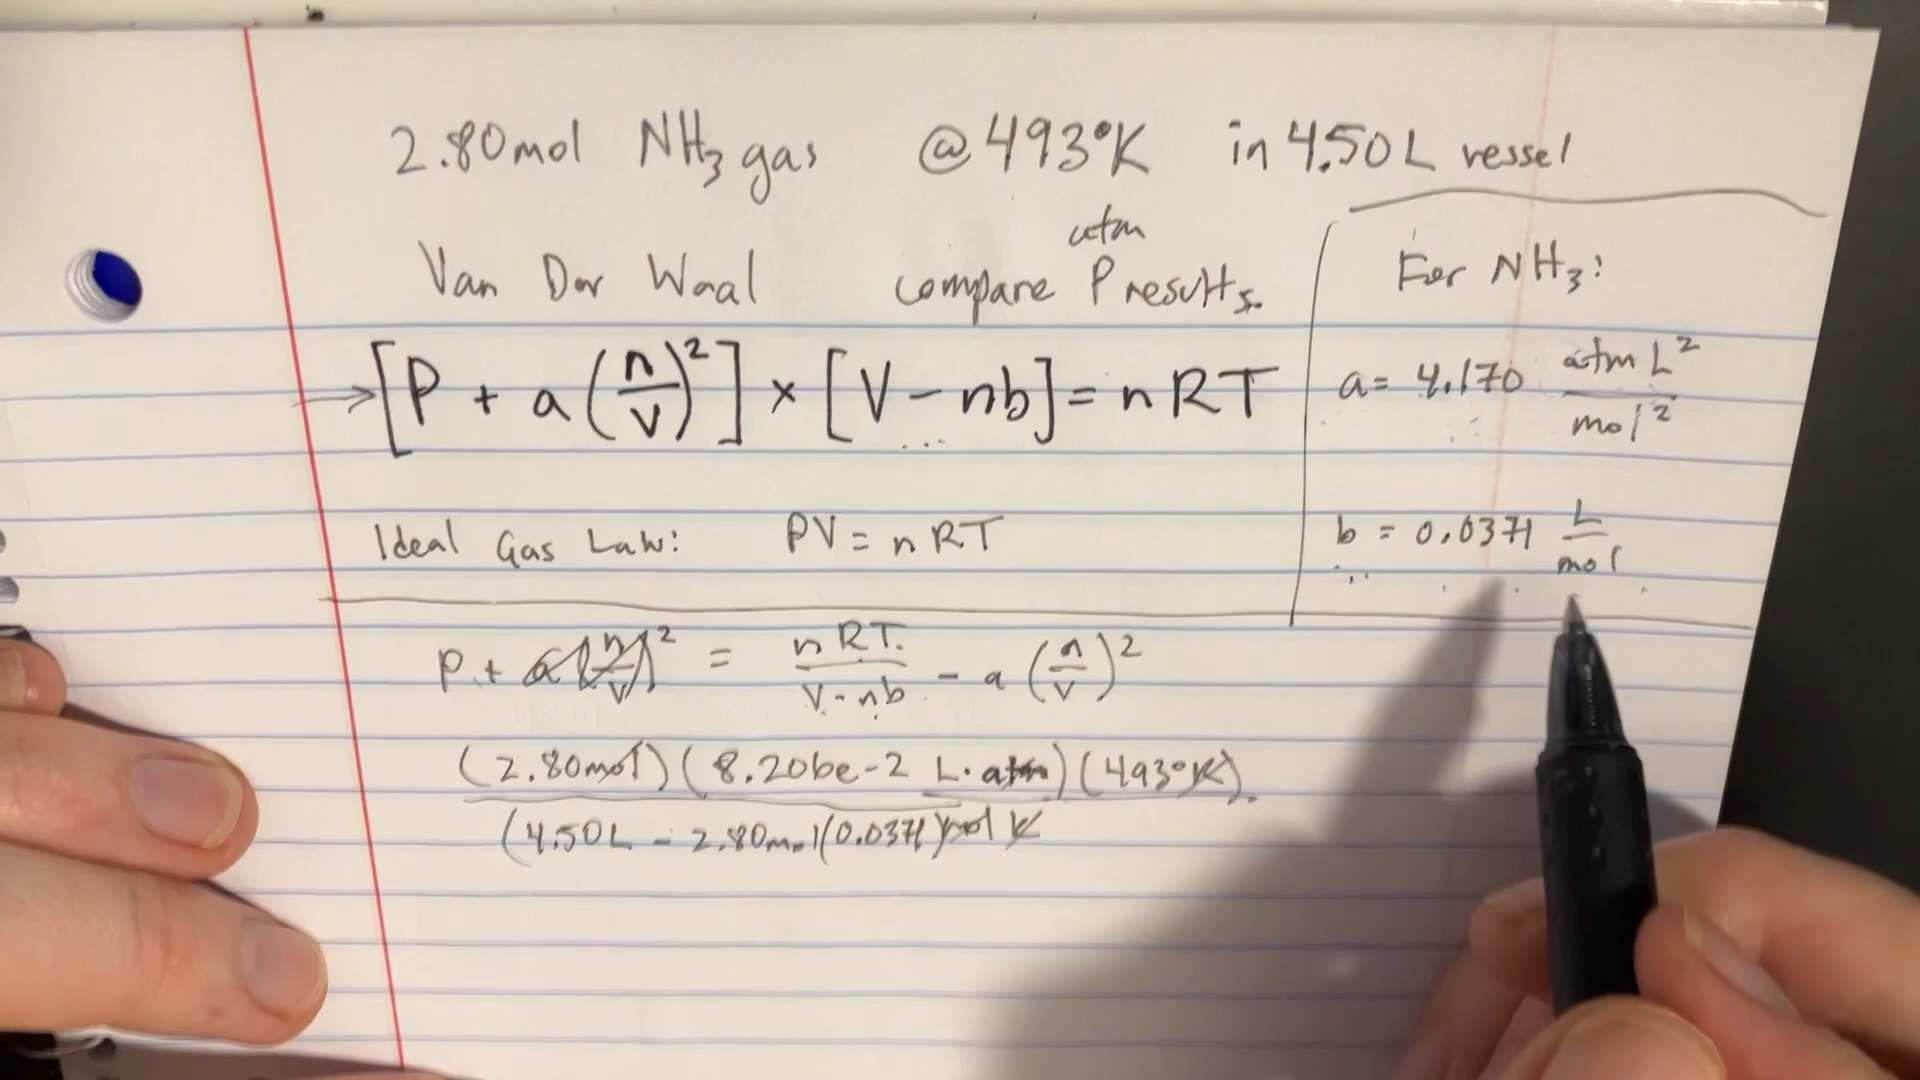 2.80mol NH₃ gas @ 493°K in 4.50L vessel
atm
Van Der Waal compare P results.
[P + a(n/V)²] × [V - nb] = nRT
Ideal Gas Law: PV = nRT
For NH₃:
a = 4.170 atm L²/mol²
b = 0.0371 L/mol
P + a(n/V)² = nRT/(V - nb) - a(n/V)²
(2.80mol)(8.206e-2 L·atm)(493°K)
(4.50L - 2.80mol(0.0371) mol K